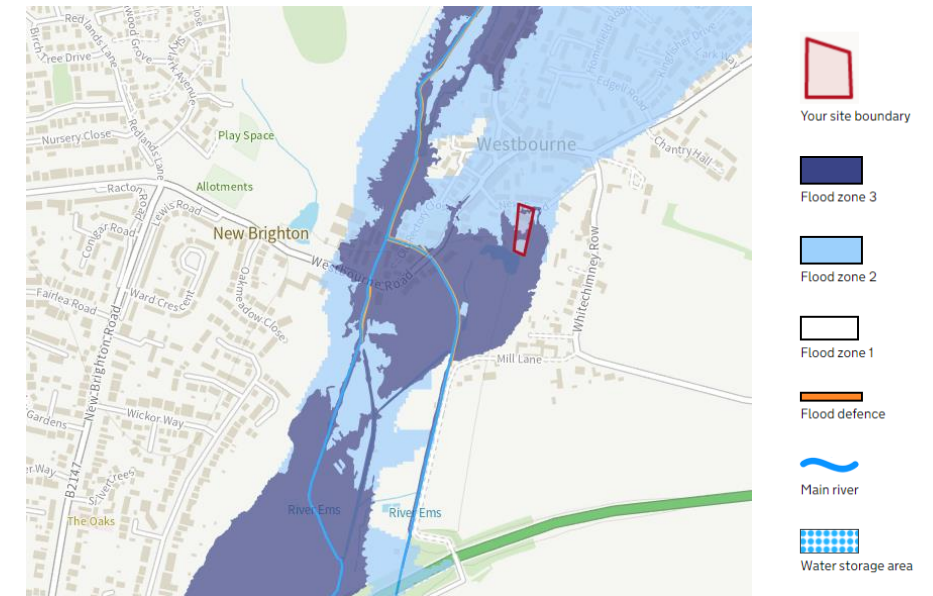 Redlands
Lane
Birch Tree Drive
Nursery Close
Redlands Lane
Play Space
Allotments
Racton Road
Lewis Road
New Brighton
Westbourne Road
Westbourne
Edgell Road
Chantry Hall
Whitechimney Row
Fairlea Road
Ward Crescent
Oakmeadow Close
New Brighton Road
Mill Lane
Wickor Way
Gardens
B2147
The Oaks
River Ems
River Ems
Your site boundary
Flood zone 3
Flood zone 2
Flood zone 1
Flood defence
Main river
Water storage area